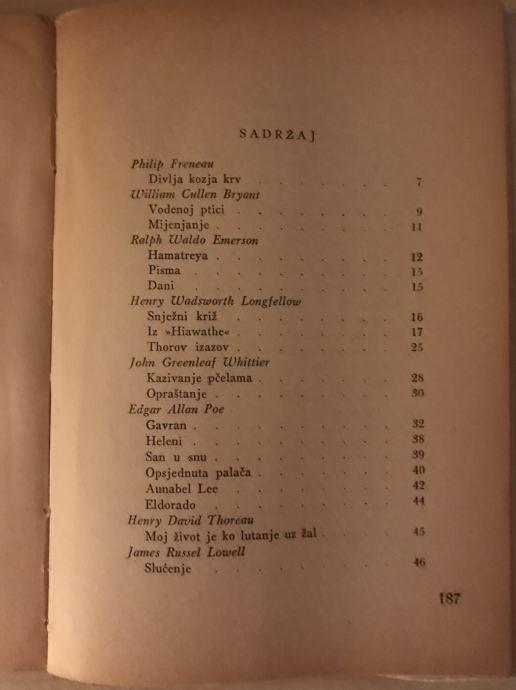 SADRŽAJ
Philip Freneau
Divlja kozja krv . . . . . . 7
William Cullen Bryant
Vodenoj ptici . . . . . . 9
Mijenjanje . . . . . . 11
Ralph Waldo Emerson
Hamatreya . . . . . . 12
Pisma . . . . . . 15
Dani . . . . . . 15
Henry Wadsworth Longfellow
Snježni križ . . . . . . 16
Iz »Hiawathe« . . . . . . 17
Thorov izazov . . . . . . 25
John Greenleaf Whittier
Kazivanje pčelama . . . . . . 28
Opraštanje . . . . . . 30
Edgar Allan Poe
Gavran . . . . . . 32
Heleni . . . . . . 38
San u snu . . . . . . 39
Opsjednuta palača . . . . . . 40
Aunabel Lee . . . . . . 42
Eldorado . . . . . . 44
Henry David Thoreau
Moj život je ko lutanje uz žal . . . 45
James Russel Lowell
Slućenje . . . . . . 46
187